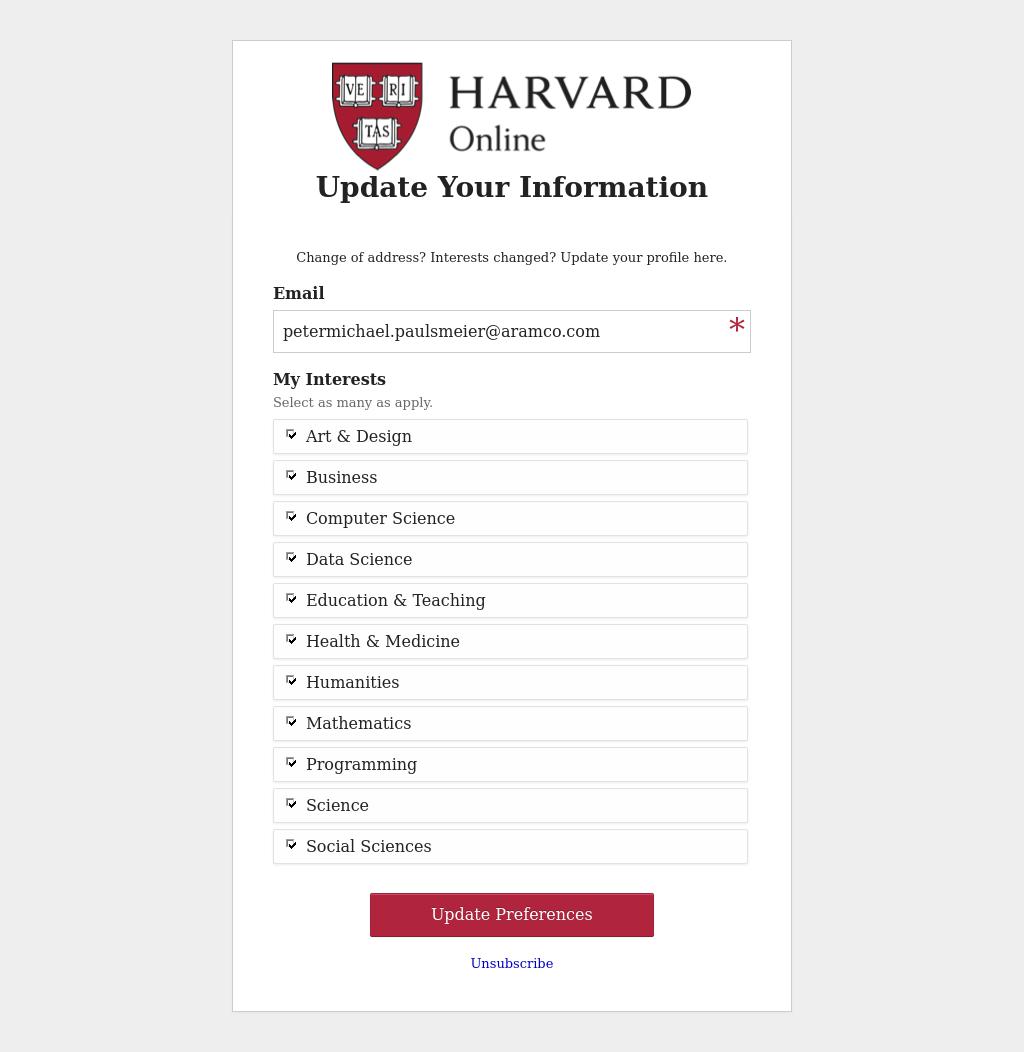 VE RI
TAS
HARVARD
Online
Update Your Information
Change of address? Interests changed? Update your profile here.
Email
petermichael.paulsmeier@aramco.com *
My Interests
Select as many as apply.
Art & Design
Business
Computer Science
Data Science
Education & Teaching
Health & Medicine
Humanities
Mathematics
Programming
Science
Social Sciences
Update Preferences
Unsubscribe